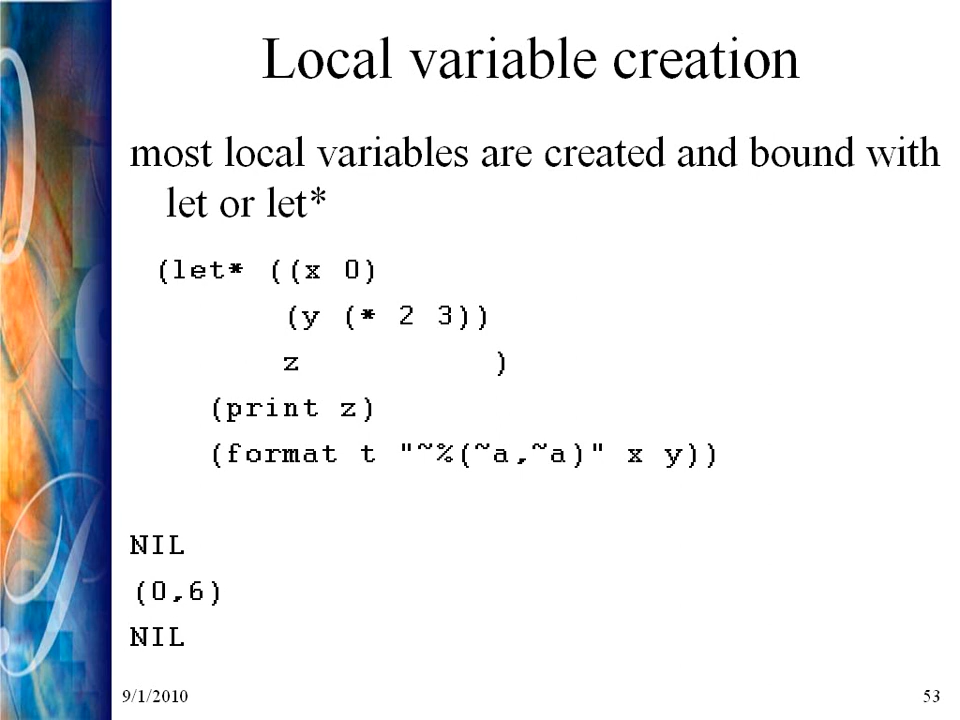 Local variable creation
most local variables are created and bound with
let or let*
(let* ((x 0)
(y (* 2 3))
z )
(print z)
(format t "~%(~a,~a)" x y))
NIL
(0,6)
NIL
9/1/2010
53